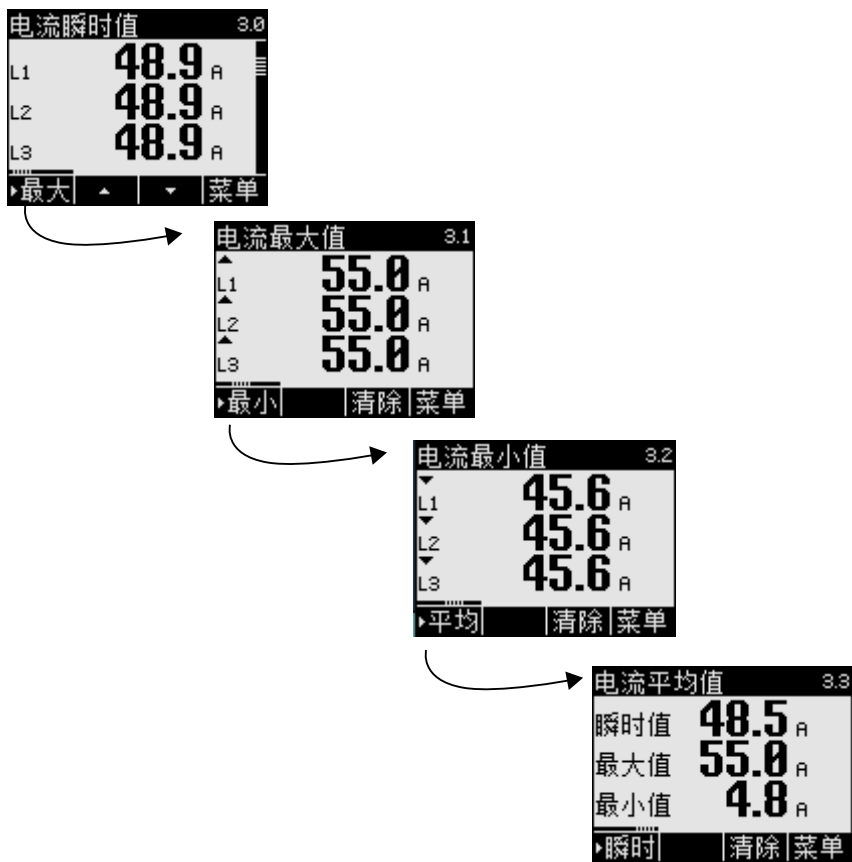 电流瞬时值 3.0
L1 48.9 A
L2 48.9 A
L3 48.9 A
最大 菜单
电流最大值 3.1
L1 55.0 A
L2 55.0 A
L3 55.0 A
最小 清除 菜单
电流最小值 3.2
L1 45.6 A
L2 45.6 A
L3 45.6 A
平均 清除 菜单
电流平均值 3.3
瞬时值 48.5 A
最大值 55.0 A
最小值 4.8 A
瞬时 清除 菜单